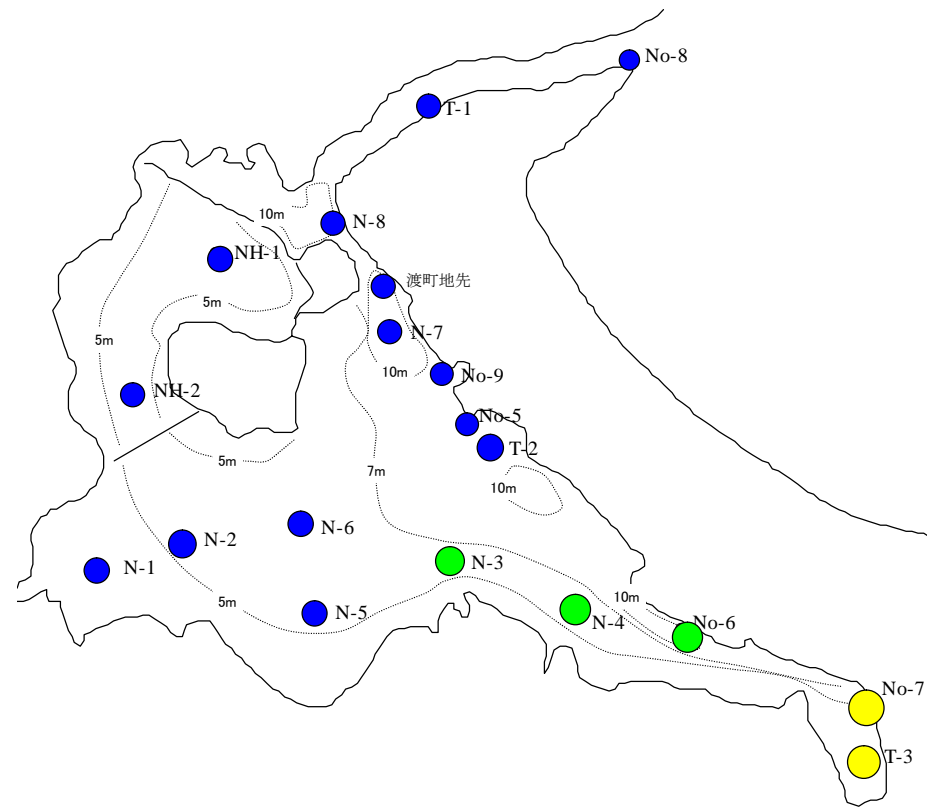 No-8
T-1
10m
N-8
NH-1
渡町地先
5m
N-7
5m
10m
No-9
NH-2
No-5
T-2
5m
7m
10m
N-6
N-2
N-3
N-1
5m
N-5
10m
N-4
No-6
No-7
T-3